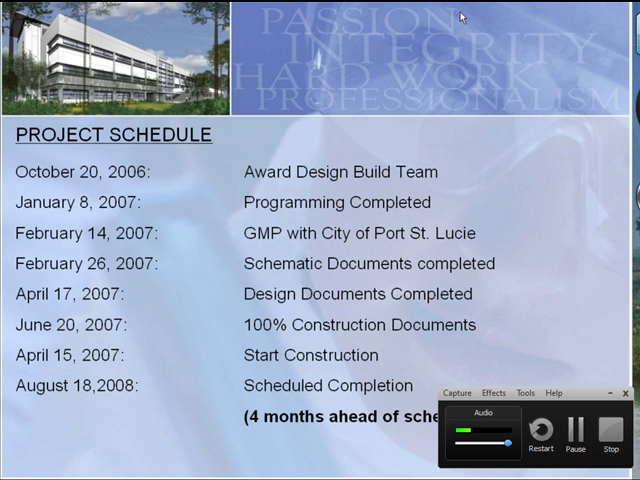 PASSION
INTEGRITY
HARD WORK
PROFESSIONALISM
PROJECT SCHEDULE
October 20, 2006: Award Design Build Team
January 8, 2007: Programming Completed
February 14, 2007: GMP with City of Port St. Lucie
February 26, 2007: Schematic Documents completed
April 17, 2007: Design Documents Completed
June 20, 2007: 100% Construction Documents
April 15, 2007: Start Construction
August 18,2008: Scheduled Completion
(4 months ahead of
Capture Effects Tools Help
Audio
Restart Pause Stop